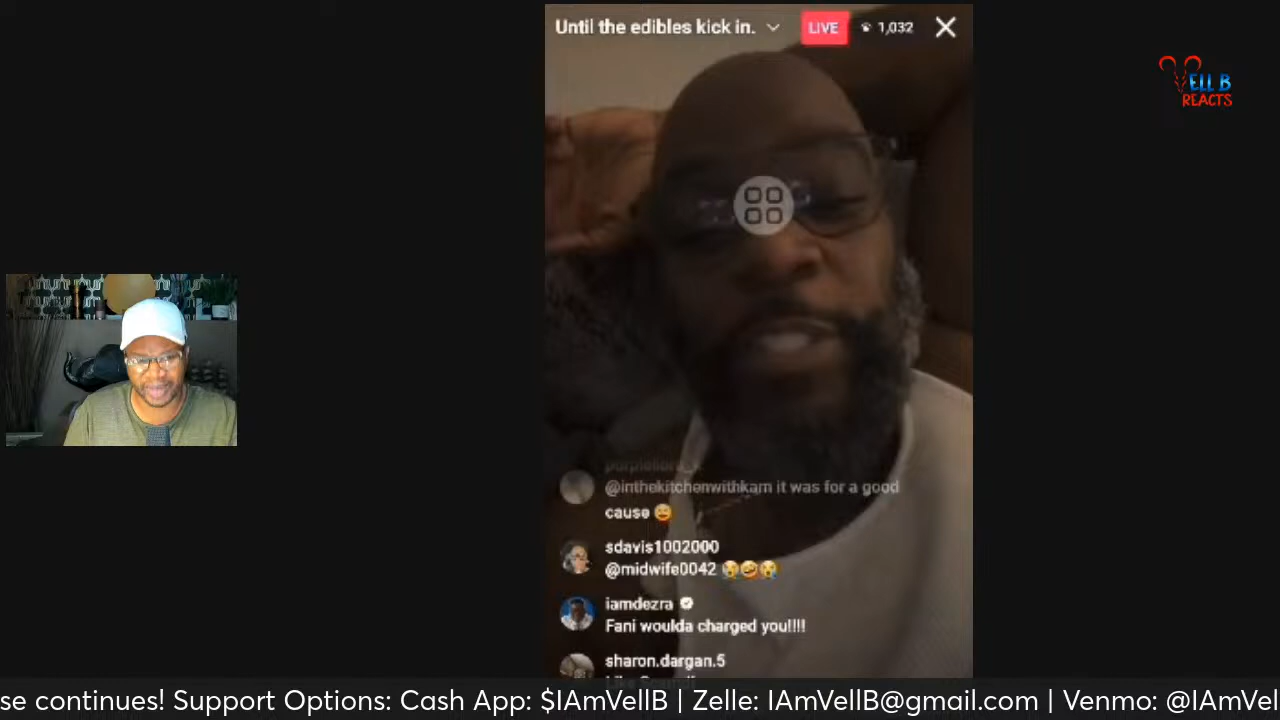 Until the edibles kick in.
LIVE
1,032
ELL B
REACTS
@inthekitchenwithkam it was for a good
cause 😆
sdavis1002000
@midwife0042 😭🤣😭
iamdezra
Fani woulda charged you!!!!
sharon.dargan.5
se continues! Support Options: Cash App: $IAmVellB | Zelle: IAmVellB@gmail.com | Venmo: @IAmVel